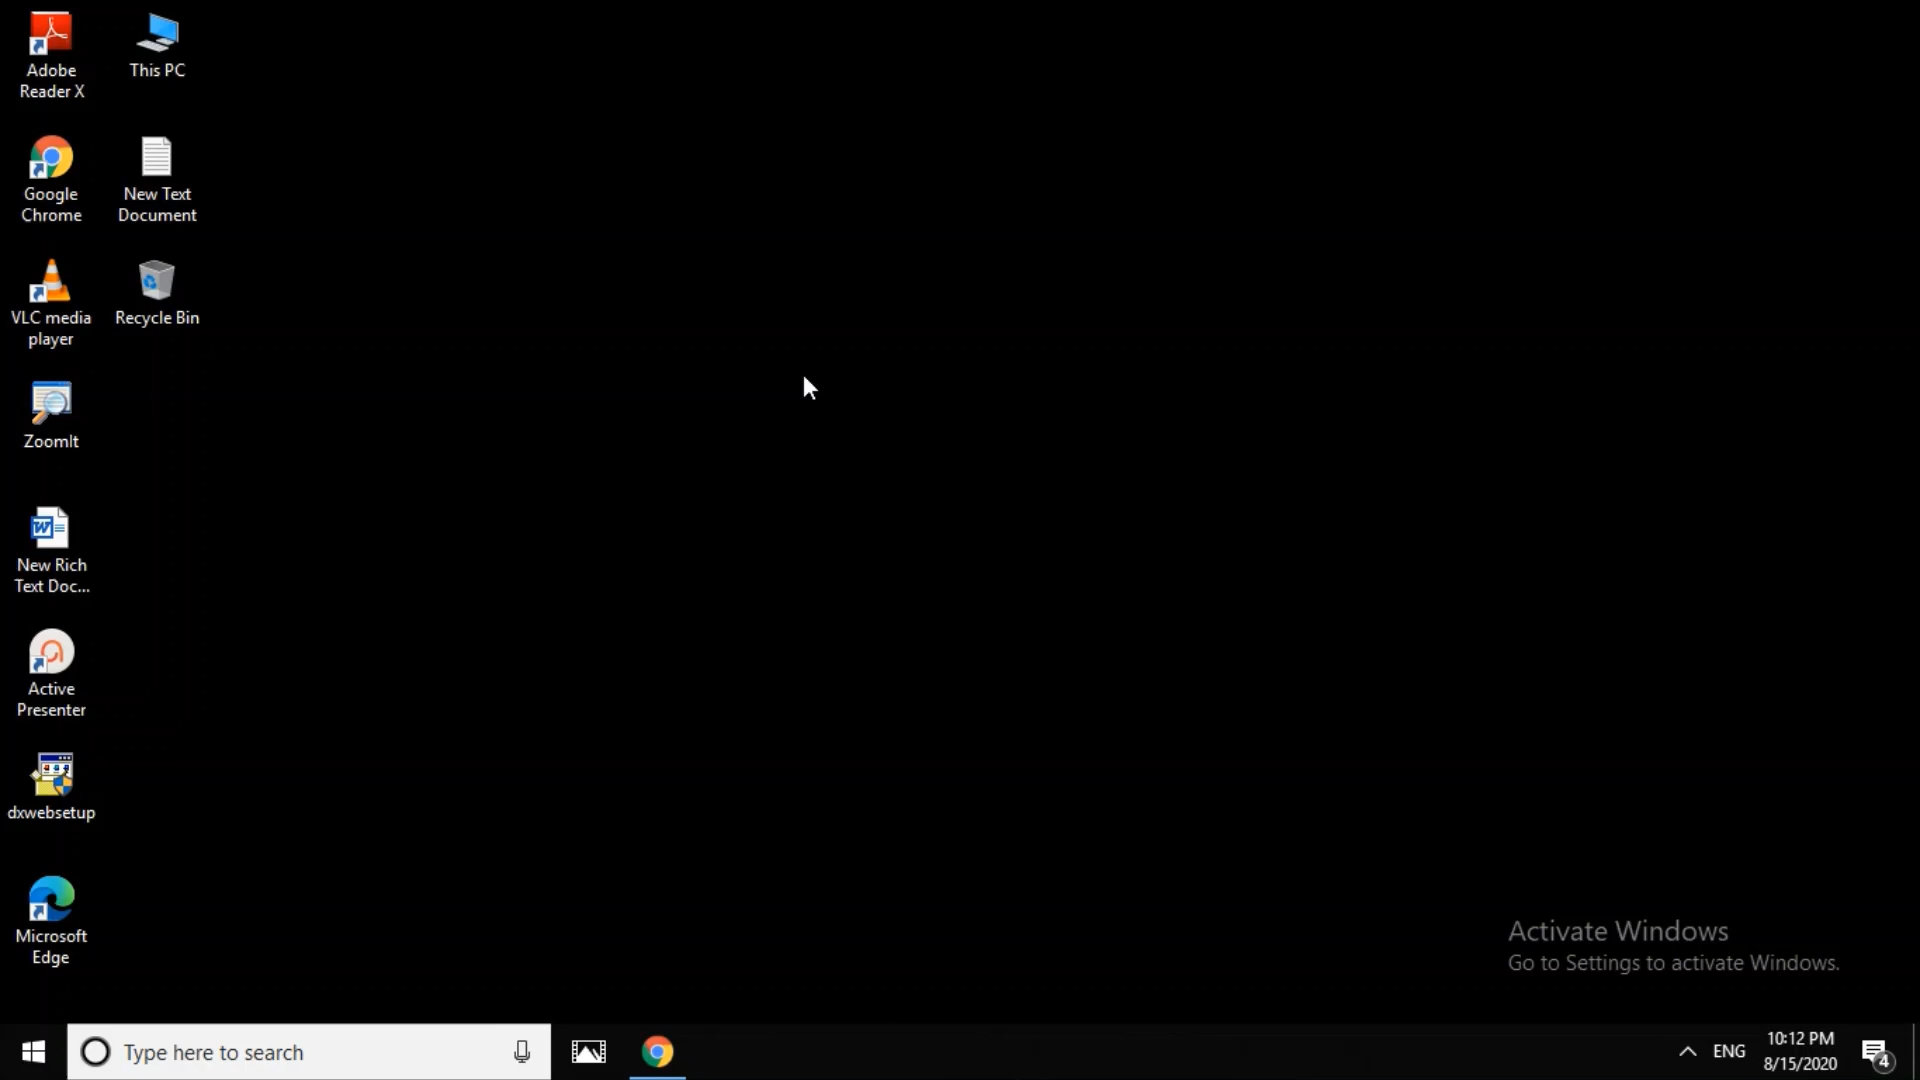 Adobe
Reader X
This PC
Google
Chrome
New Text
Document
VLC media
player
Recycle Bin
ZoomIt
New Rich
Text Doc...
Active
Presenter
dxwebsetup
Microsoft
Edge
Activate Windows
Go to Settings to activate Windows.
Type here to search
ENG
10:12 PM
8/15/2020
4